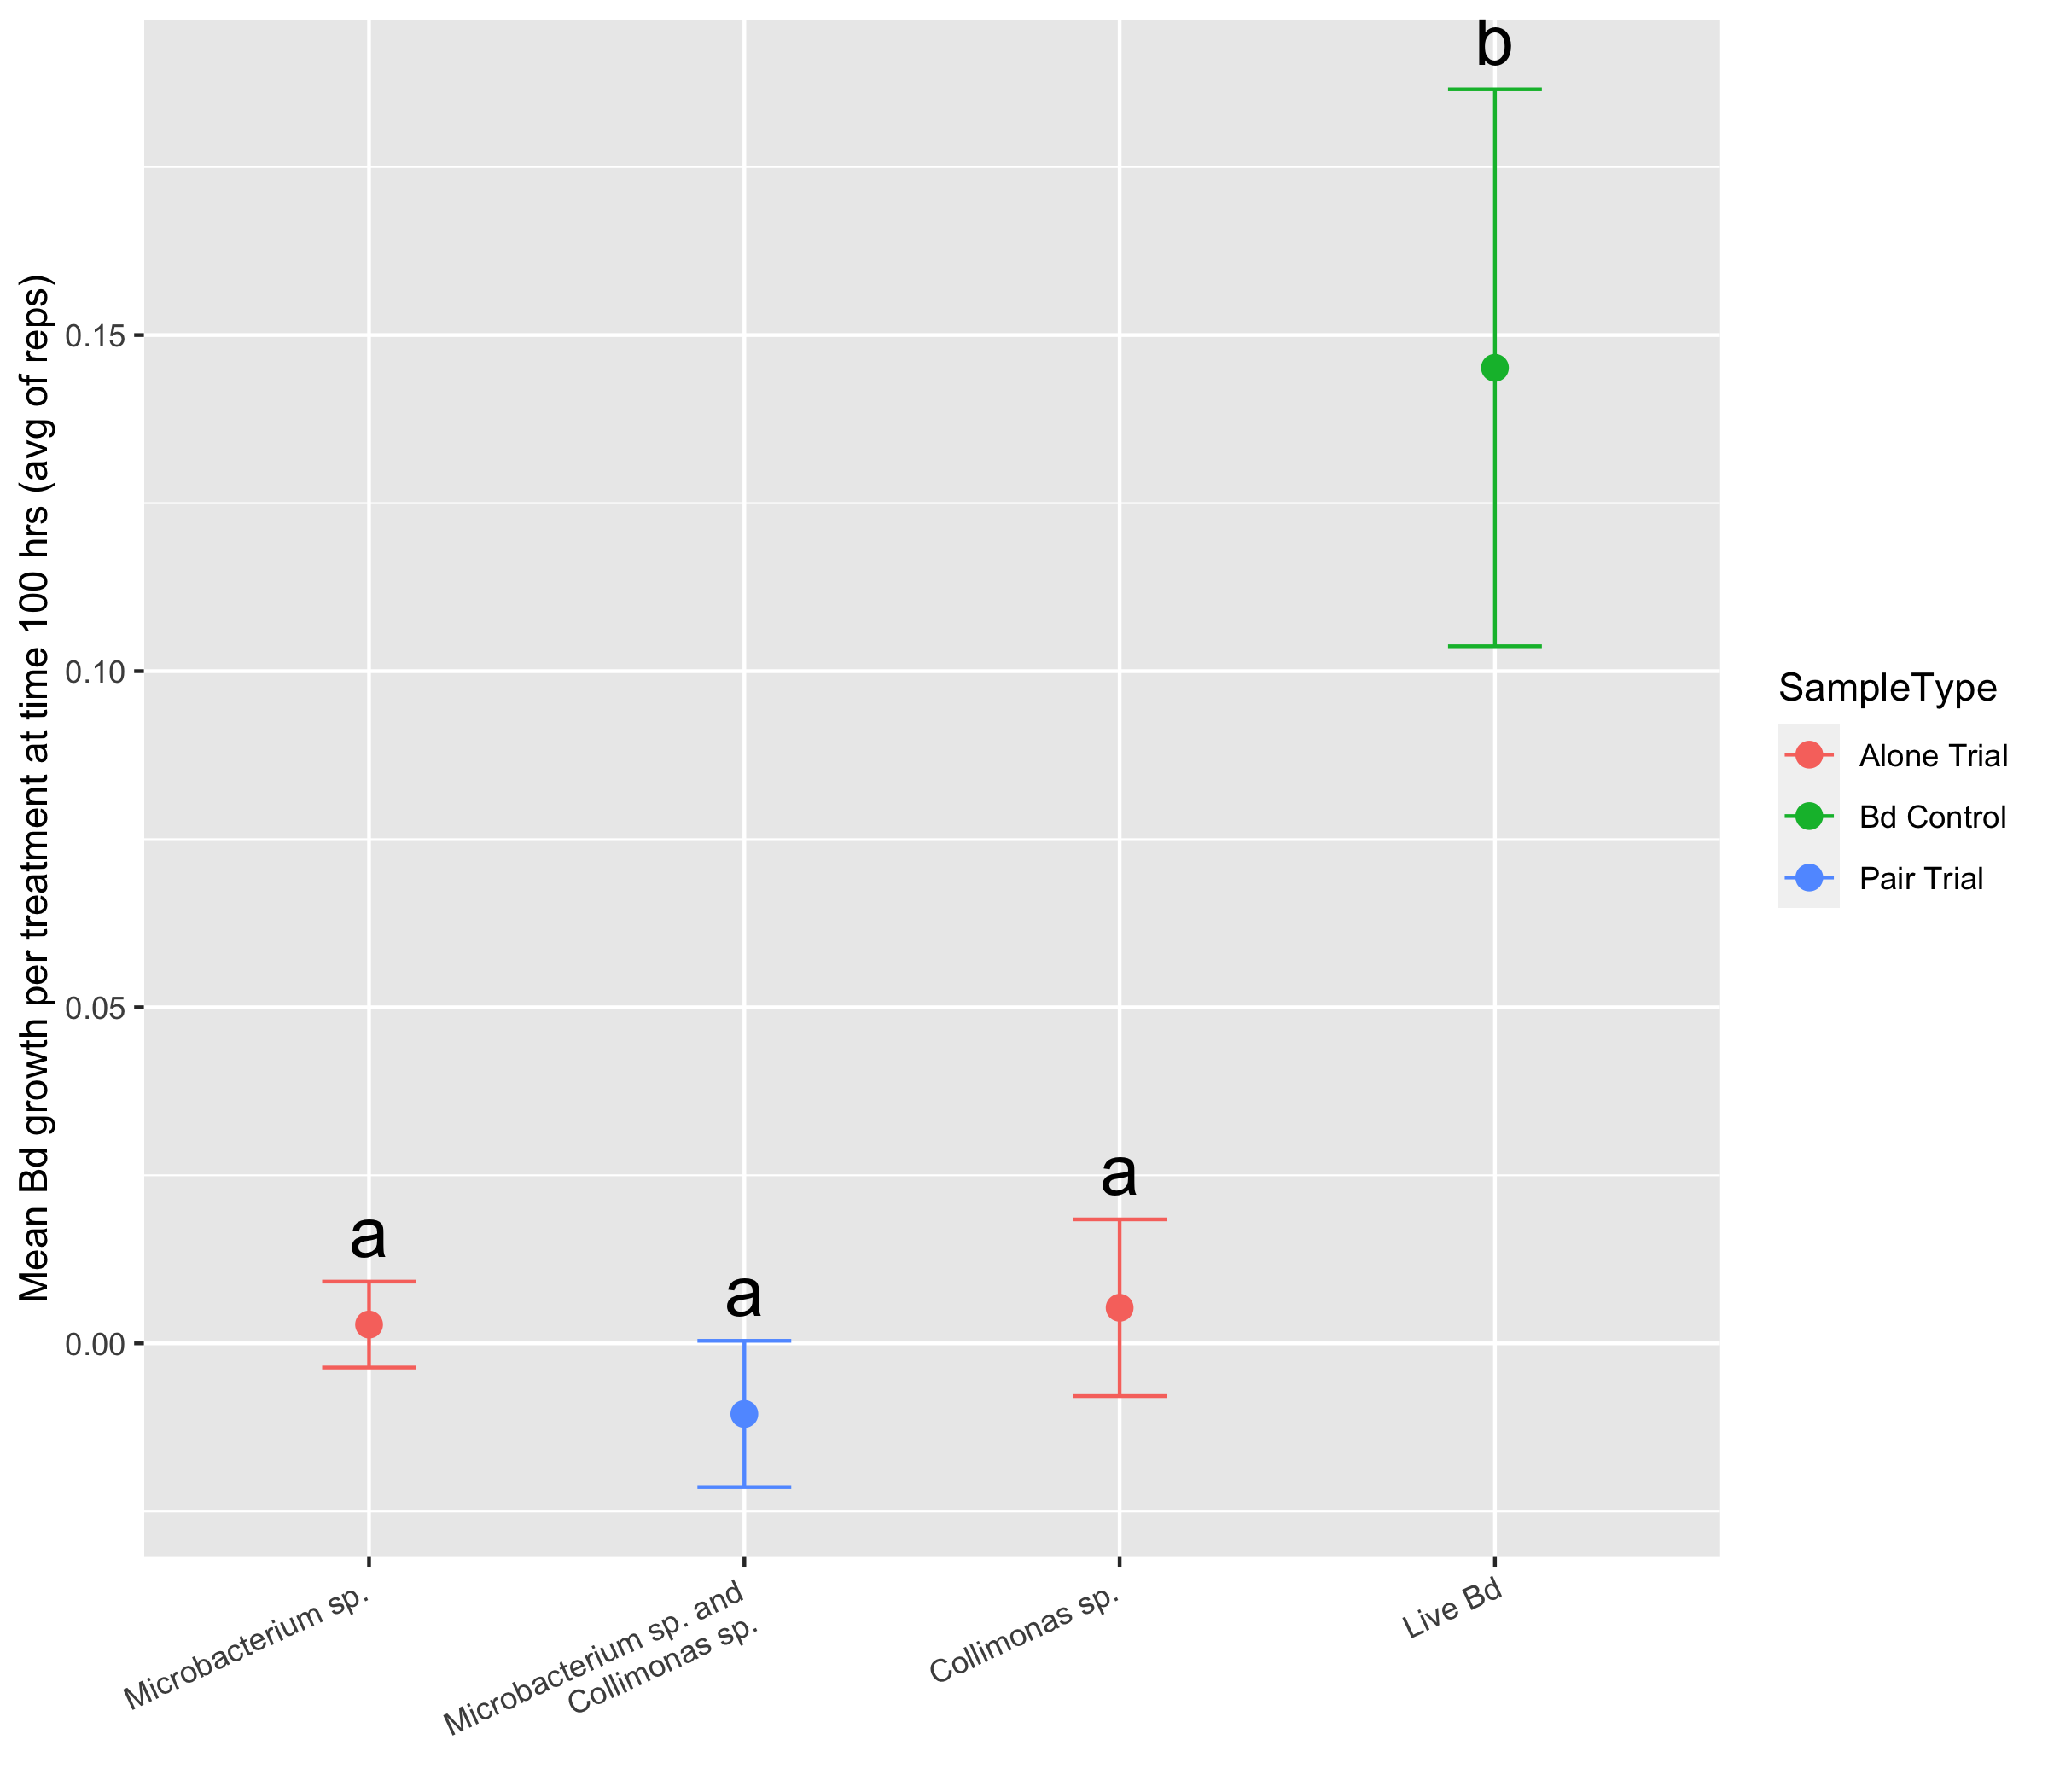 b
a
a
a
0.15
0.10
0.05
0.00
Mean Bd growth per treatment at time 100 hrs (avg of reps)
Microbacterium sp.
Microbacterium sp. and
Collimonas sp.
Collimonas sp.
Live Bd
SampleType
Alone Trial
Bd Control
Pair Trial